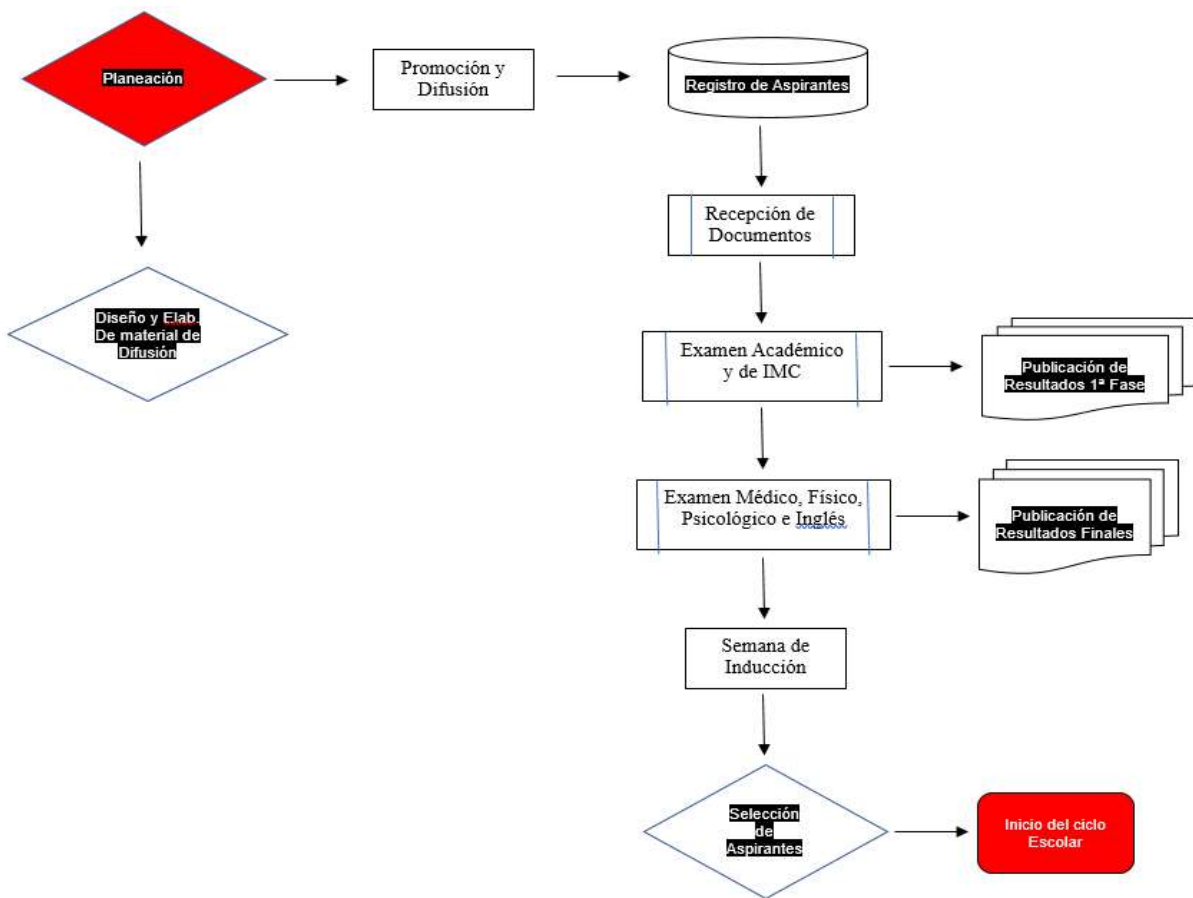 Planeación
Promoción y
Difusión
Registro de Aspirantes
Recepción de
Documentos
Diseño y Elab.
De material de
Difusión
Examen Académico
y de IMC
Publicación de
Resultados 1ª Fase
Examen Médico, Físico,
Psicológico e Inglés
Publicación de
Resultados Finales
Semana de
Inducción
Selección
de
Aspirantes
Inicio del ciclo
Escolar